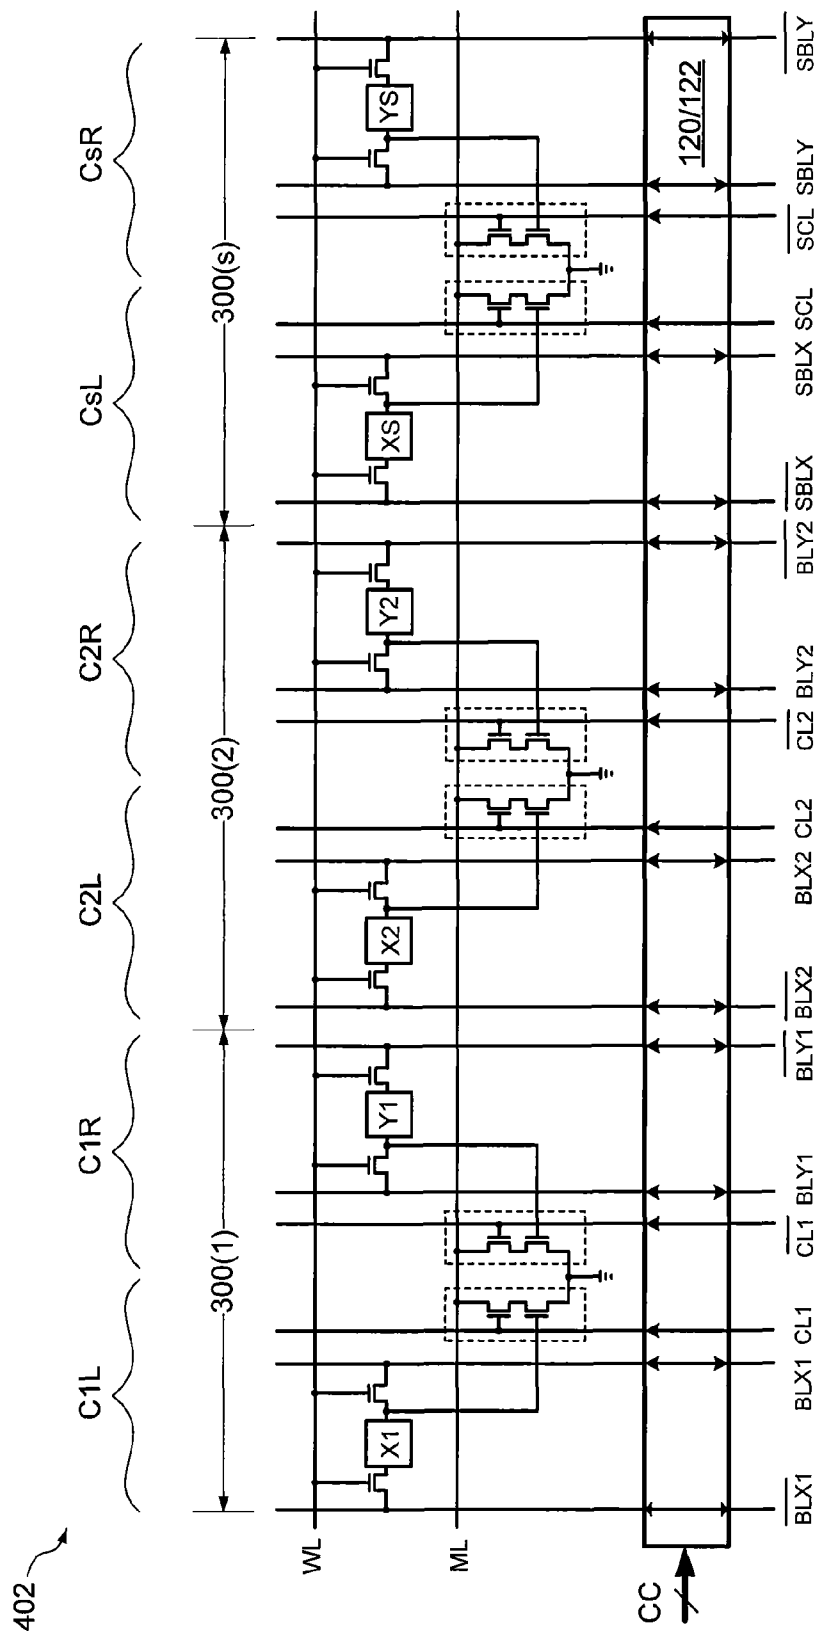 402
C1L C1R C2L C2R CsL CsR
300(1) 300(2) 300(s)
WL
X1 Y1 X2 Y2 XS YS
ML
CC
120/122
BLX1 BLX1 CL1 CL1 BLY1 BLY1 BLX2 BLX2 CL2 CL2 BLY2 BLY2 SBLX SBLX SCL SCL SBLY SBLY